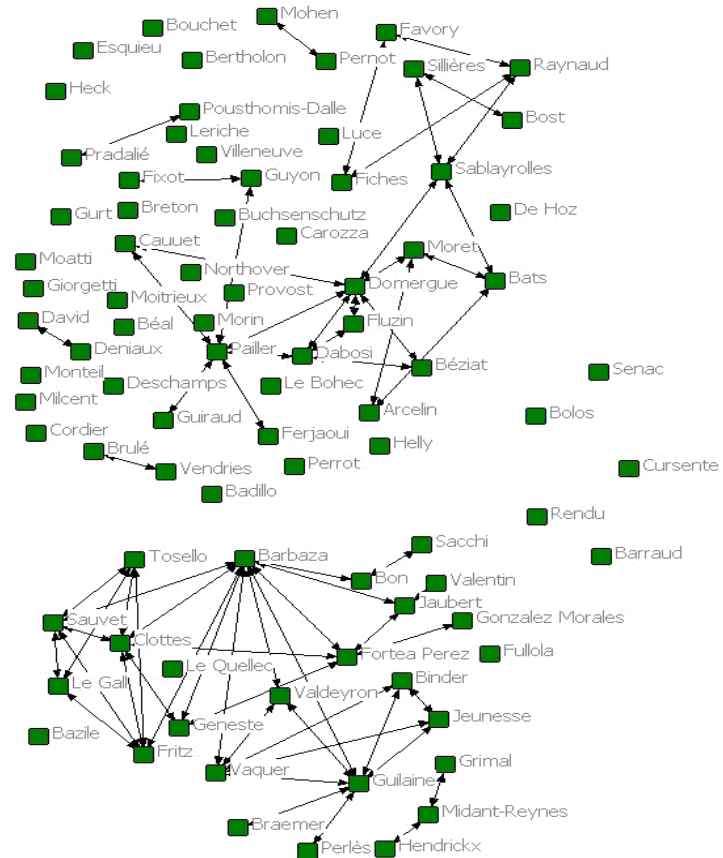 Mohen
Bouchet
Favory
Esquieu
Bertholon
Pernot
Sillières
Raynaud
Heck
Pousthomis-Dalle
Bost
Leriche
Luce
Pradalié
Villeneuve
Sablayrolles
Fixot
Guyon
Fiches
Gurt
Breton
Buchsenschutz
De Hoz
Cauuet
Carozza
Moret
Moatti
Northover
Domergue
Bats
Giorgetti
Moitrieux
Provost
David
Béal
Morin
Fluzin
Deniaux
Pailler
Dabosi
Béziat
Monteil
Deschamps
Le Bohec
Senac
Milcent
Guiraud
Arcelin
Bolos
Cordier
Ferjaoui
Helly
Brulé
Vendries
Perrot
Cursente
Badillo
Rendu
Sacchi
Tosello
Barbaza
Barraud
Bon
Valentin
Jaubert
Sauvet
Gonzalez Morales
Clottes
Fortea Perez
Fullola
Le Quellec
Binder
Le Gall
Valdeyron
Jeunesse
Geneste
Bazile
Fritz
Vaquer
Guilaine
Grimal
Braemer
Midant-Reynes
Perlès
Hendrickx